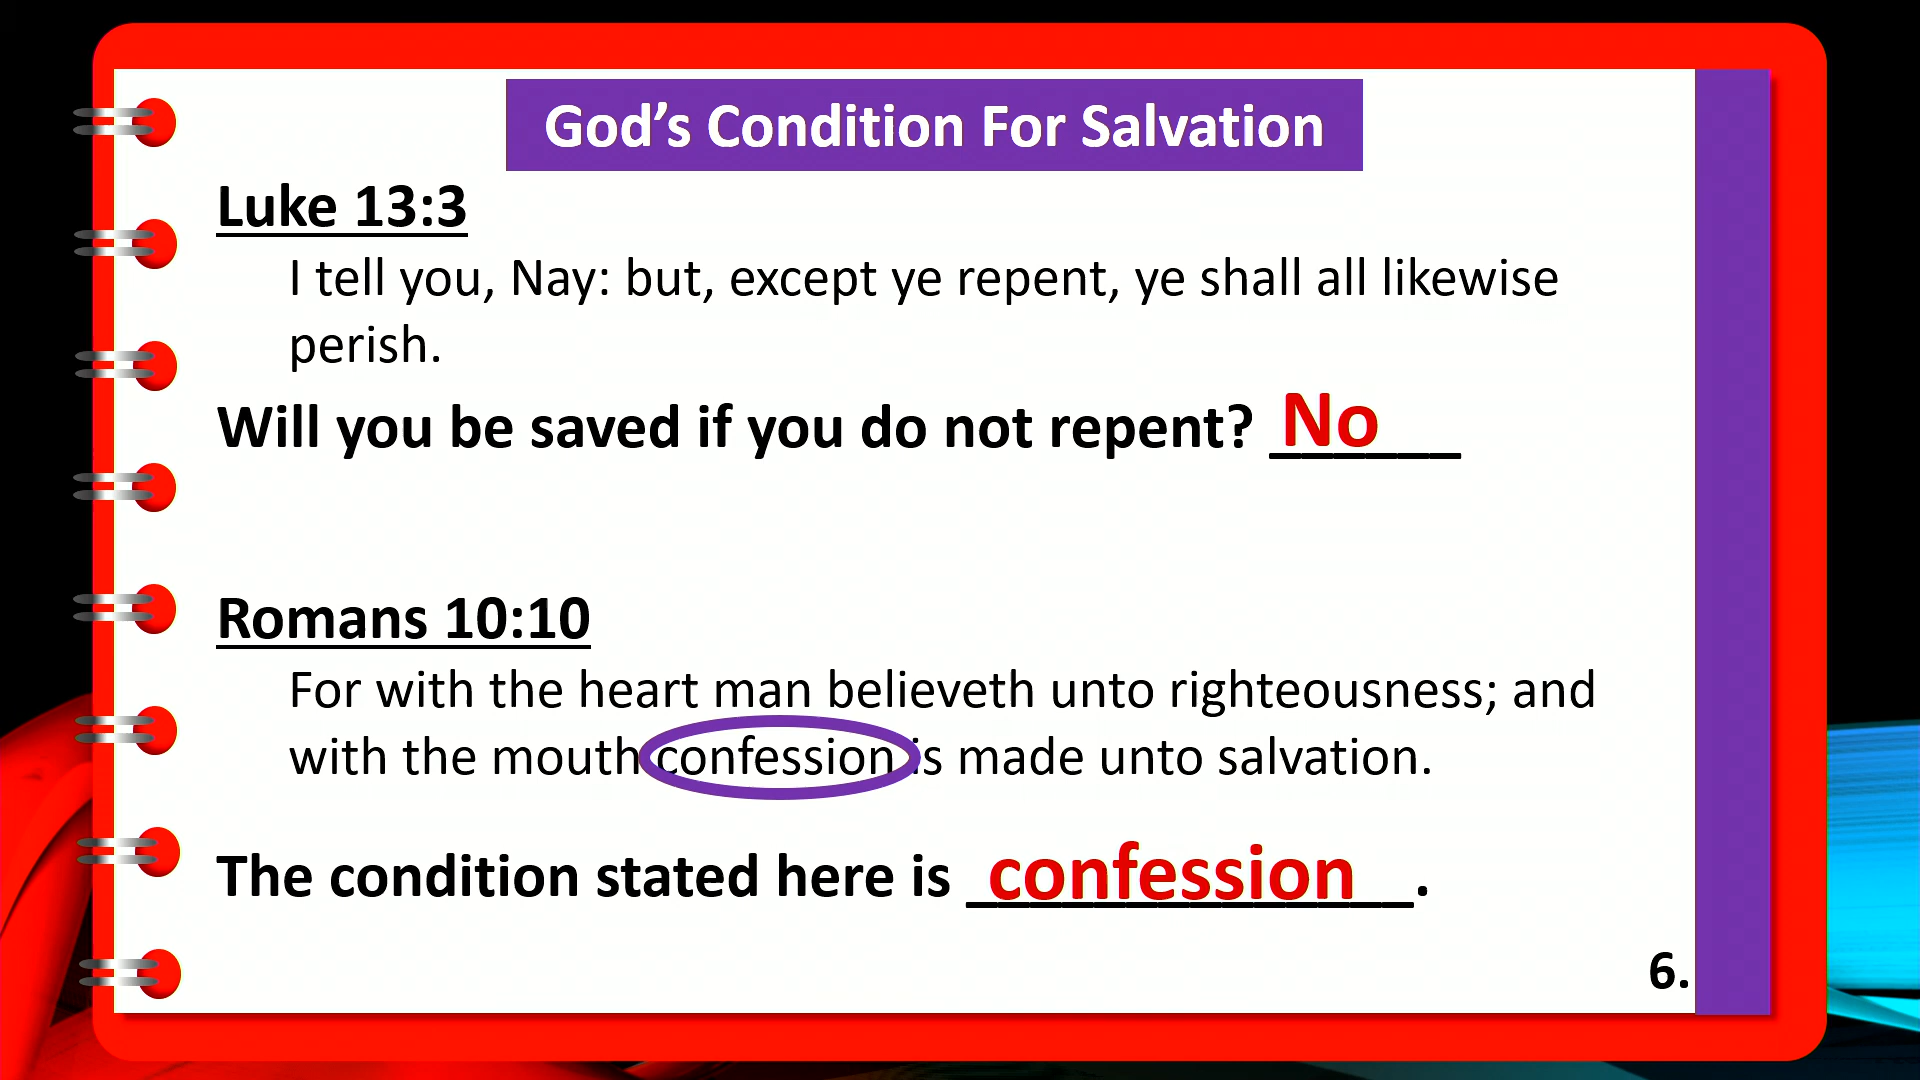 God’s Condition For Salvation
Luke 13:3
I tell you, Nay: but, except ye repent, ye shall all likewise
perish.
Will you be saved if you do not repent? No
Romans 10:10
For with the heart man believeth unto righteousness; and
with the mouth confession is made unto salvation.
The condition stated here is confession.
6.